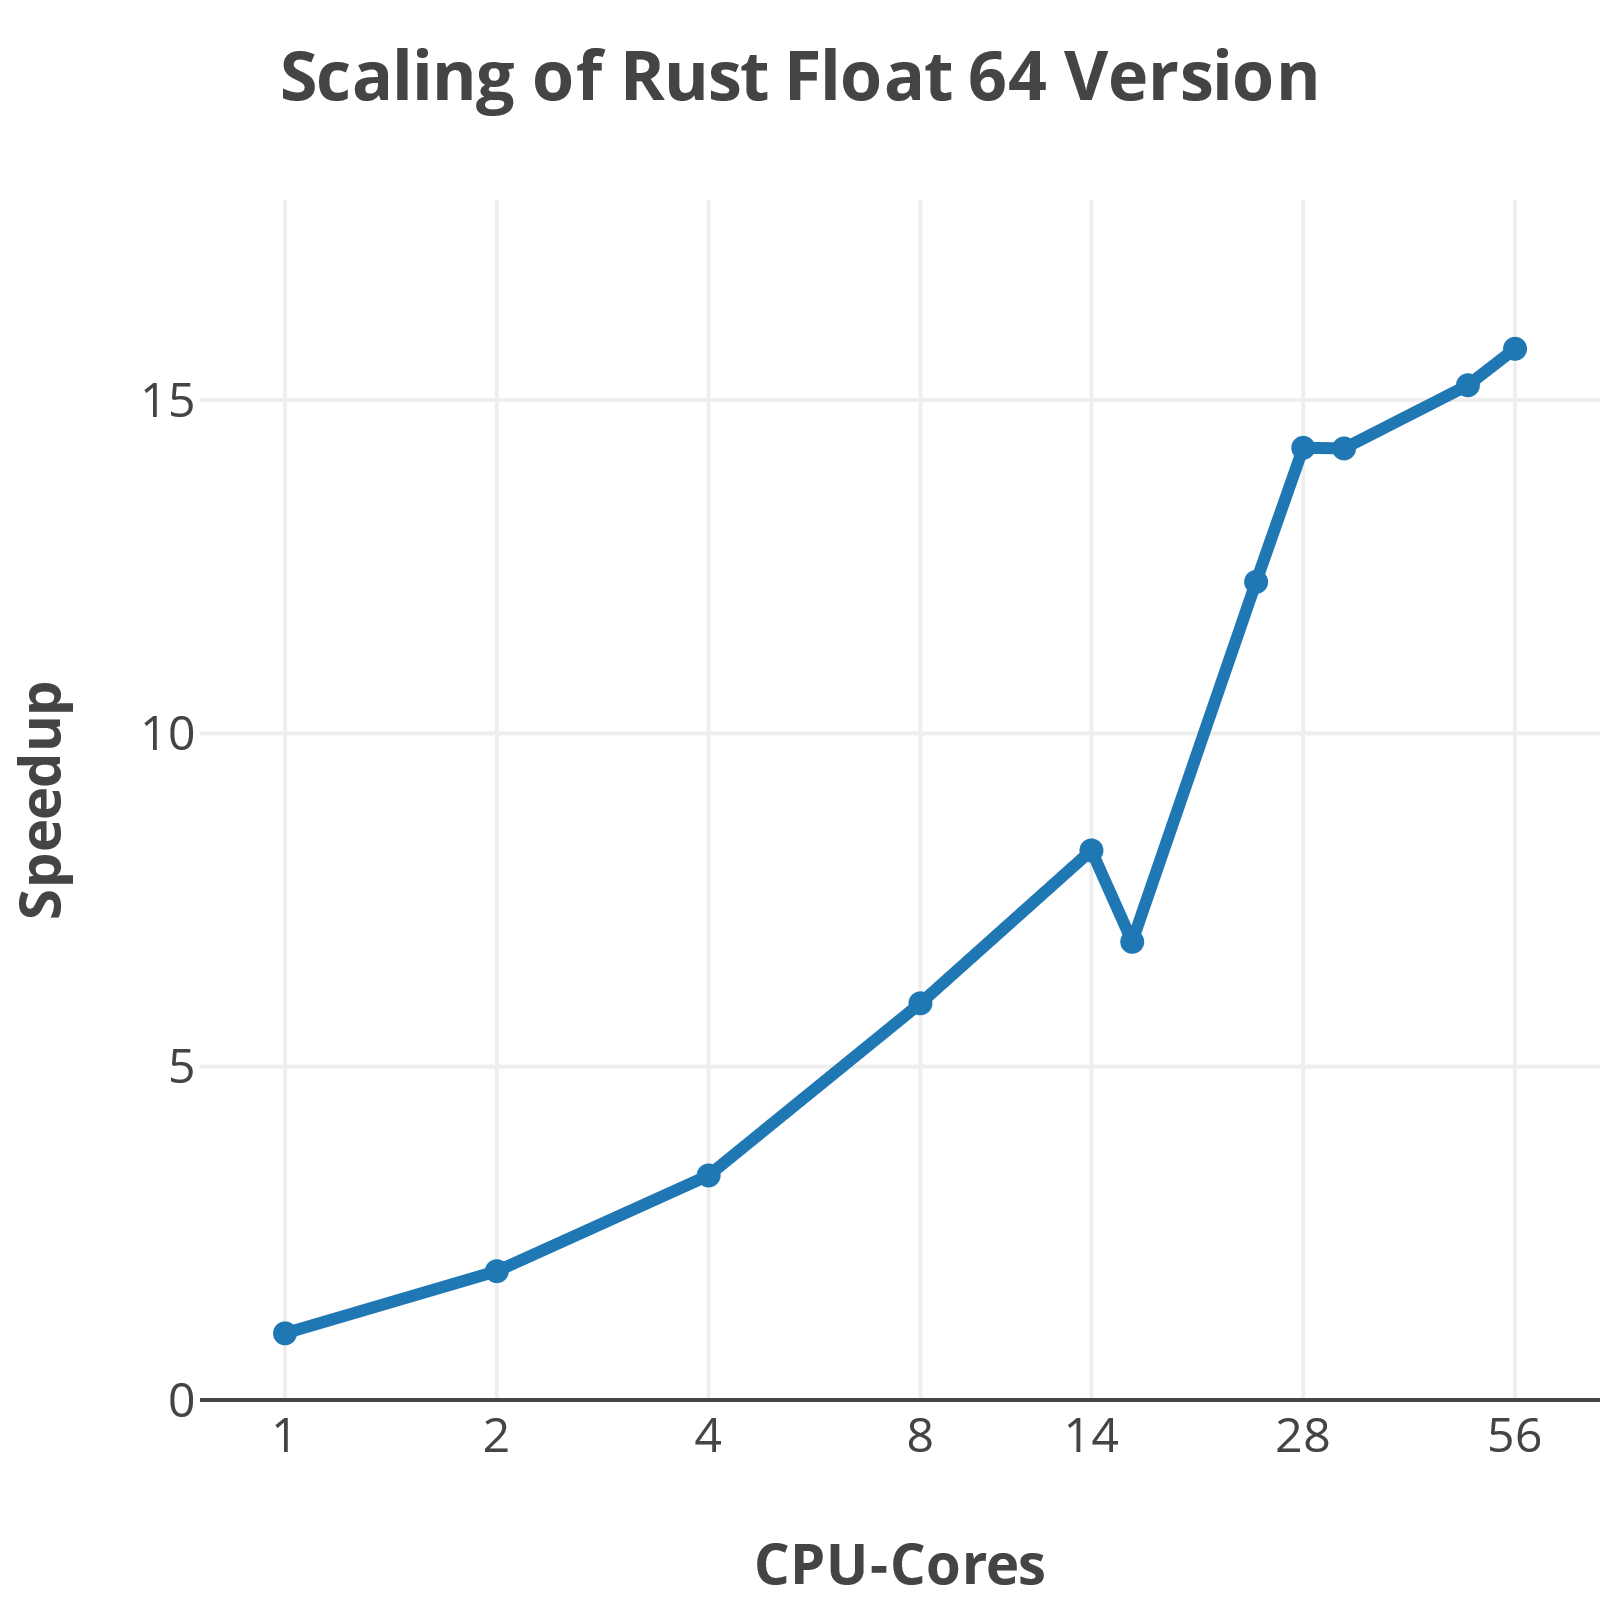 Scaling of Rust Float 64 Version
15
10
5
0
Speedup
1 2 4 8 14 28 56
CPU-Cores